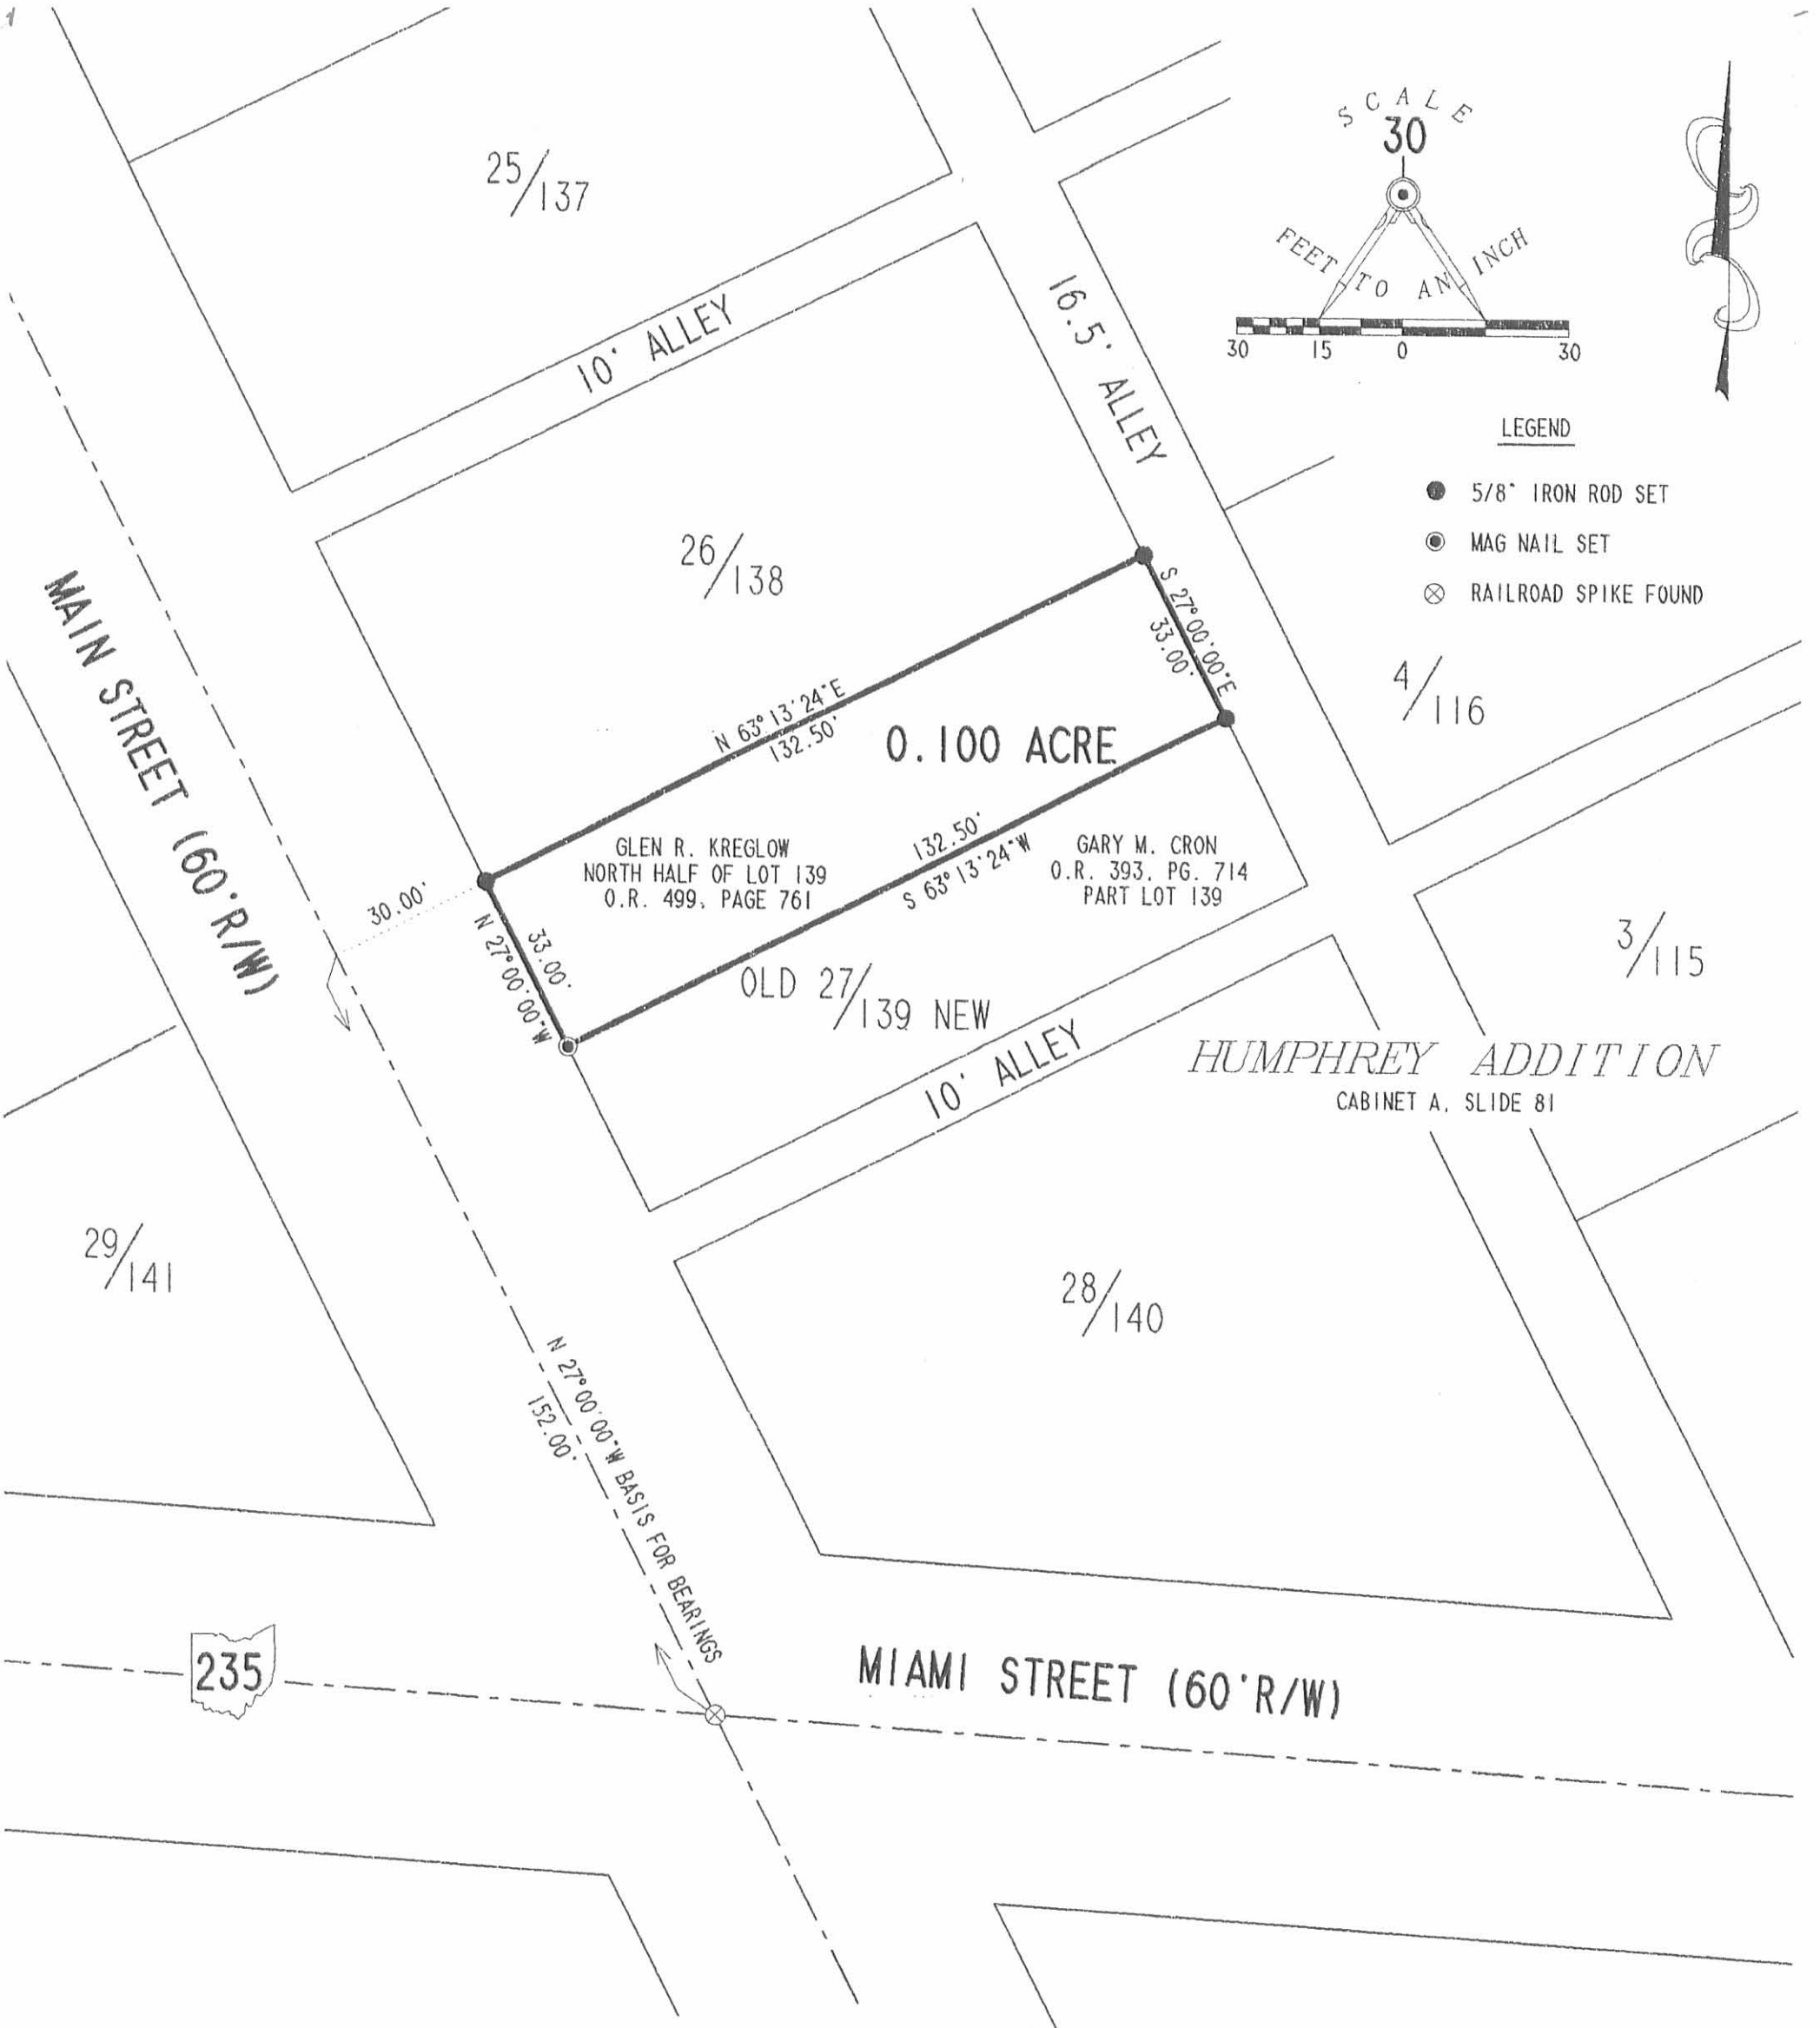 SCALE
30
FEET TO AN INCH
30 15 0 30
LEGEND
5/8" IRON ROD SET
MAG NAIL SET
RAILROAD SPIKE FOUND
25/137
10' ALLEY
16.5' ALLEY
26/138
MAIN STREET (60'R/W)
S 27°00'00"E
33.00'
4/116
N 63°13'24"E
132.50'
0.100 ACRE
GLEN R. KREGLOW
NORTH HALF OF LOT 139
O.R. 499, PAGE 761
132.50'
S 63°13'24"W
GARY M. CRON
O.R. 393, PG. 714
PART LOT 139
30.00'
33.00'
N 27°00'00"W
OLD 27/139 NEW
3/115
10' ALLEY
HUMPHREY ADDITION
CABINET A, SLIDE 81
29/141
28/140
N 27°00'00"W BASIS FOR BEARINGS
152.00'
235
MIAMI STREET (60'R/W)